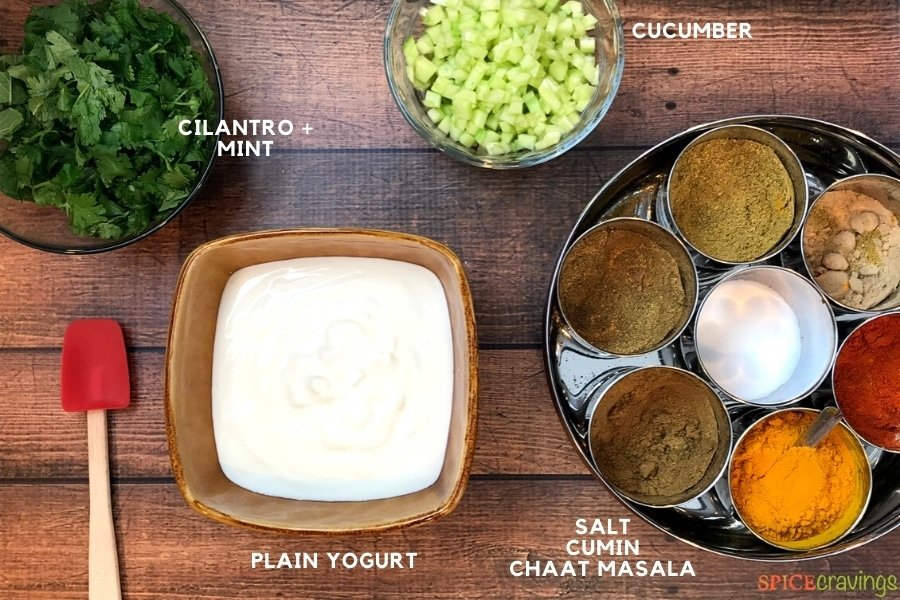 CUCUMBER
CILANTRO +
MINT
PLAIN YOGURT
SALT
CUMIN
CHAAT MASALA
SPICEcravings